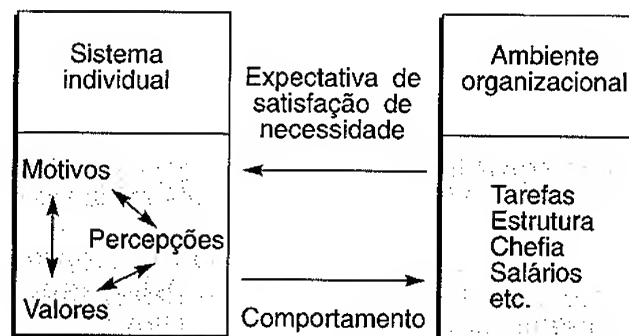 Sistema
individual
Motivos
Percepções
Valores
Expectativa de
satisfação de
necessidade
Comportamento
Ambiente
organizacional
Tarefas
Estrutura
Chefia
Salários
etc.